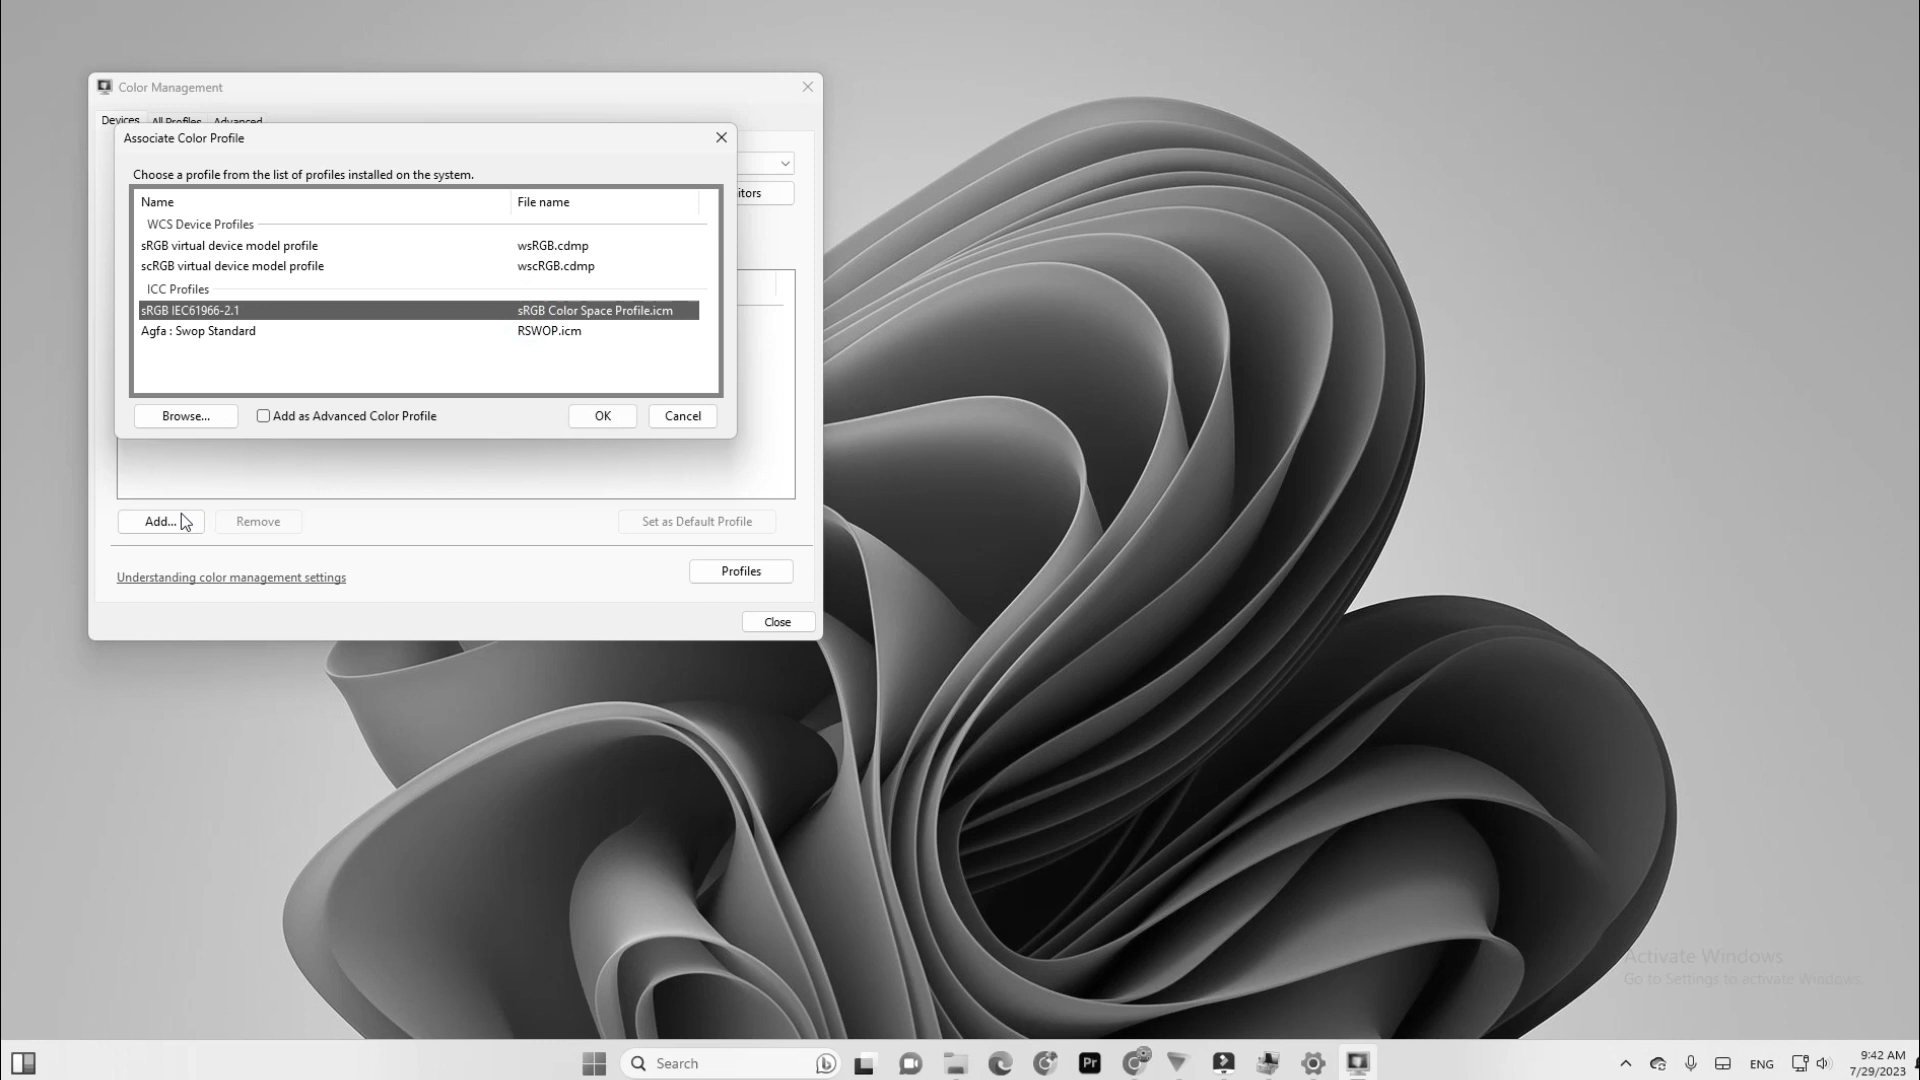 Color Management
Devices All Profiles Advanced
Associate Color Profile
Choose a profile from the list of profiles installed on the system.
itors
Name File name
WCS Device Profiles
sRGB virtual device model profile wsRGB.cdmp
scRGB virtual device model profile wscRGB.cdmp
ICC Profiles
sRGB IEC61966-2.1 sRGB Color Space Profile.icm
Agfa : Swop Standard RSWOP.icm
Browse... Add as Advanced Color Profile OK Cancel
Add... Remove Set as Default Profile
Understanding color management settings Profiles
Close
Activate Windows
Go to Settings to activate Windows.
Search
Pr
ENG
9:42 AM
7/29/2023